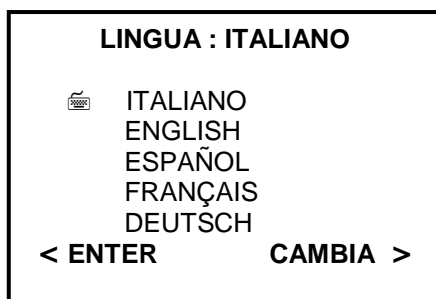 LINGUA : ITALIANO
ITALIANO
ENGLISH
ESPAÑOL
FRANÇAIS
DEUTSCH
< ENTER CAMBIA >